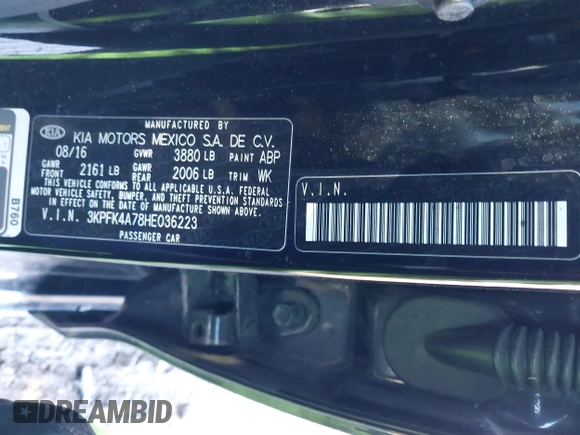 MANUFACTURED BY
KIA
KIA MOTORS MEXICO S.A. DE C.V.
08/16 GVWR 3880 LB PAINT ABP
GAWR FRONT 2161 LB GAWR REAR 2006 LB TRIM WK
THIS VEHICLE CONFORMS TO ALL APPLICABLE U.S.A. FEDERAL
MOTOR VEHICLE SAFETY, BUMPER, AND THEFT PREVENTION STANDARDS
IN EFFECT ON THE DATE OF MANUFACTURE SHOWN ABOVE.
V.I.N. 3KPFK4A78HE036223
PASSENGER CAR
V.I.N.
B760
DREAMBID